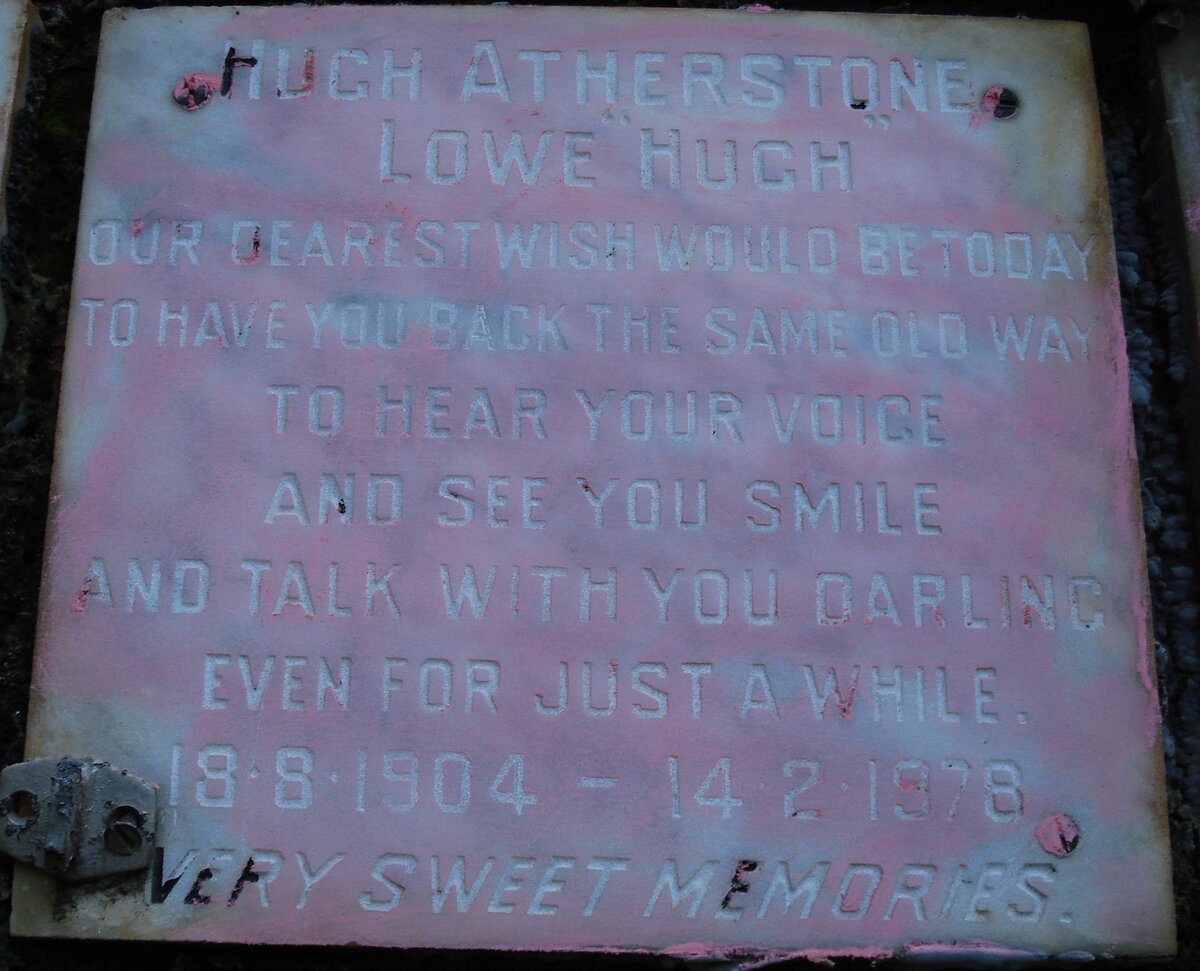 HUGH ATHERSTONE
LOWE "HUGH"
OUR DEAREST WISH WOULD BE TODAY
TO HAVE YOU BACK THE SAME OLD WAY
TO HEAR YOUR VOICE
AND SEE YOU SMILE
AND TALK WITH YOU DARLING
EVEN FOR JUST A WHILE.
18·8·1904 - 14·2·1978
VERY SWEET MEMORIES.